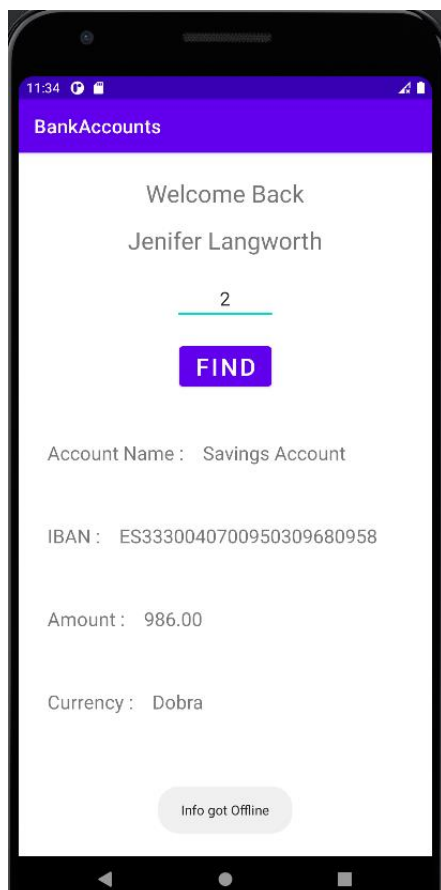 11:34
BankAccounts
Welcome Back
Jenifer Langworth
2
FIND
Account Name : Savings Account
IBAN : ES3330040700950309680958
Amount : 986.00
Currency : Dobra
Info got Offline